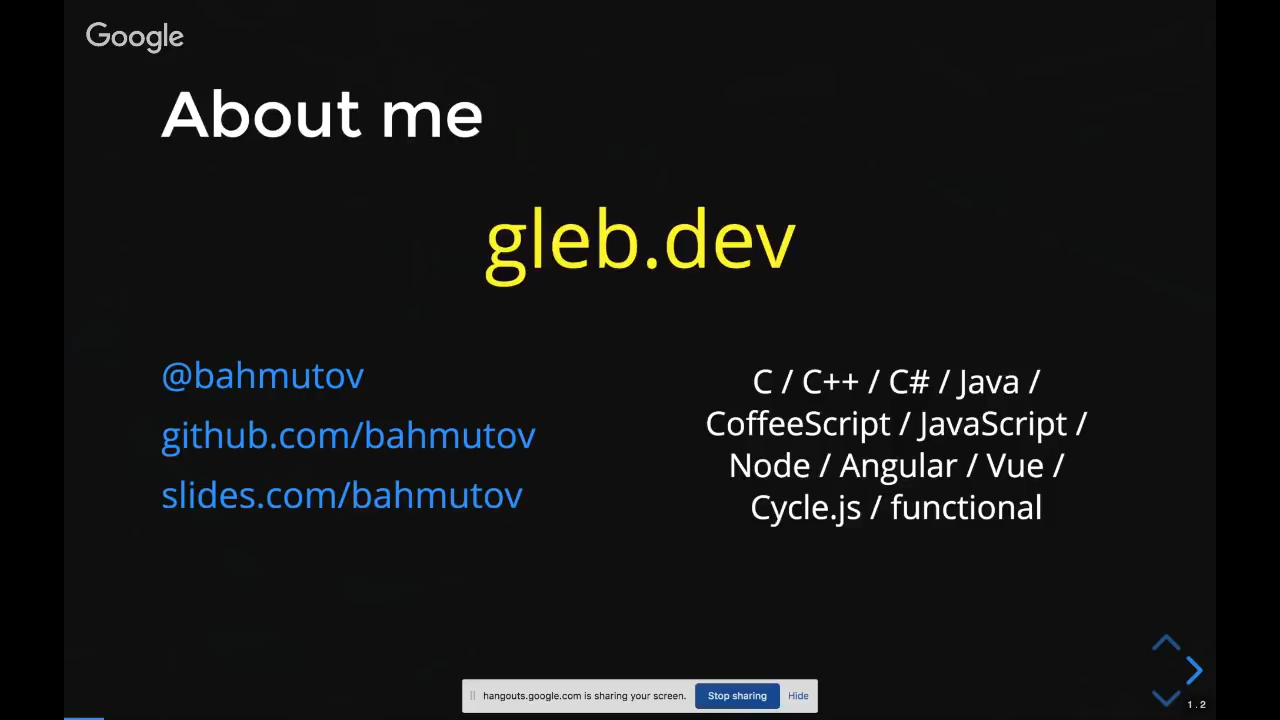 Google
About me
gleb.dev
@bahmutov
github.com/bahmutov
slides.com/bahmutov
C / C++ / C# / Java /
CoffeeScript / JavaScript /
Node / Angular / Vue /
Cycle.js / functional
hangouts.google.com is sharing your screen. Stop sharing Hide
1.2